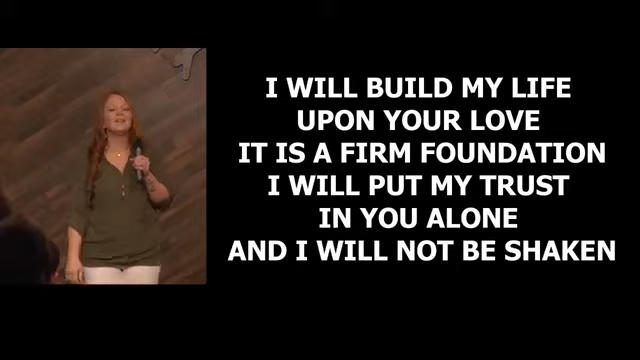 I WILL BUILD MY LIFE
UPON YOUR LOVE
IT IS A FIRM FOUNDATION
I WILL PUT MY TRUST
IN YOU ALONE
AND I WILL NOT BE SHAKEN